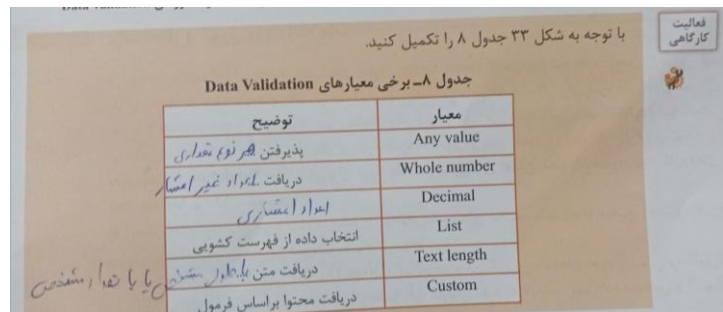 فعالیت
کارگاهی
با توجه به شکل ۳۳ جدول ۸ را تکمیل کنید.
جدول ۸ـ برخی معیارهای Data Validation
معیار توضیح
Any value پذیرفتن هر نوع مقداری
Whole number دریافت اعداد غیر اعشار
Decimal اعداد اعشاری
List انتخاب داده از فهرست کشویی
Text length دریافت متن با طول مشخص یا با تعداد مشخص
Custom دریافت محتوا براساس فرمول